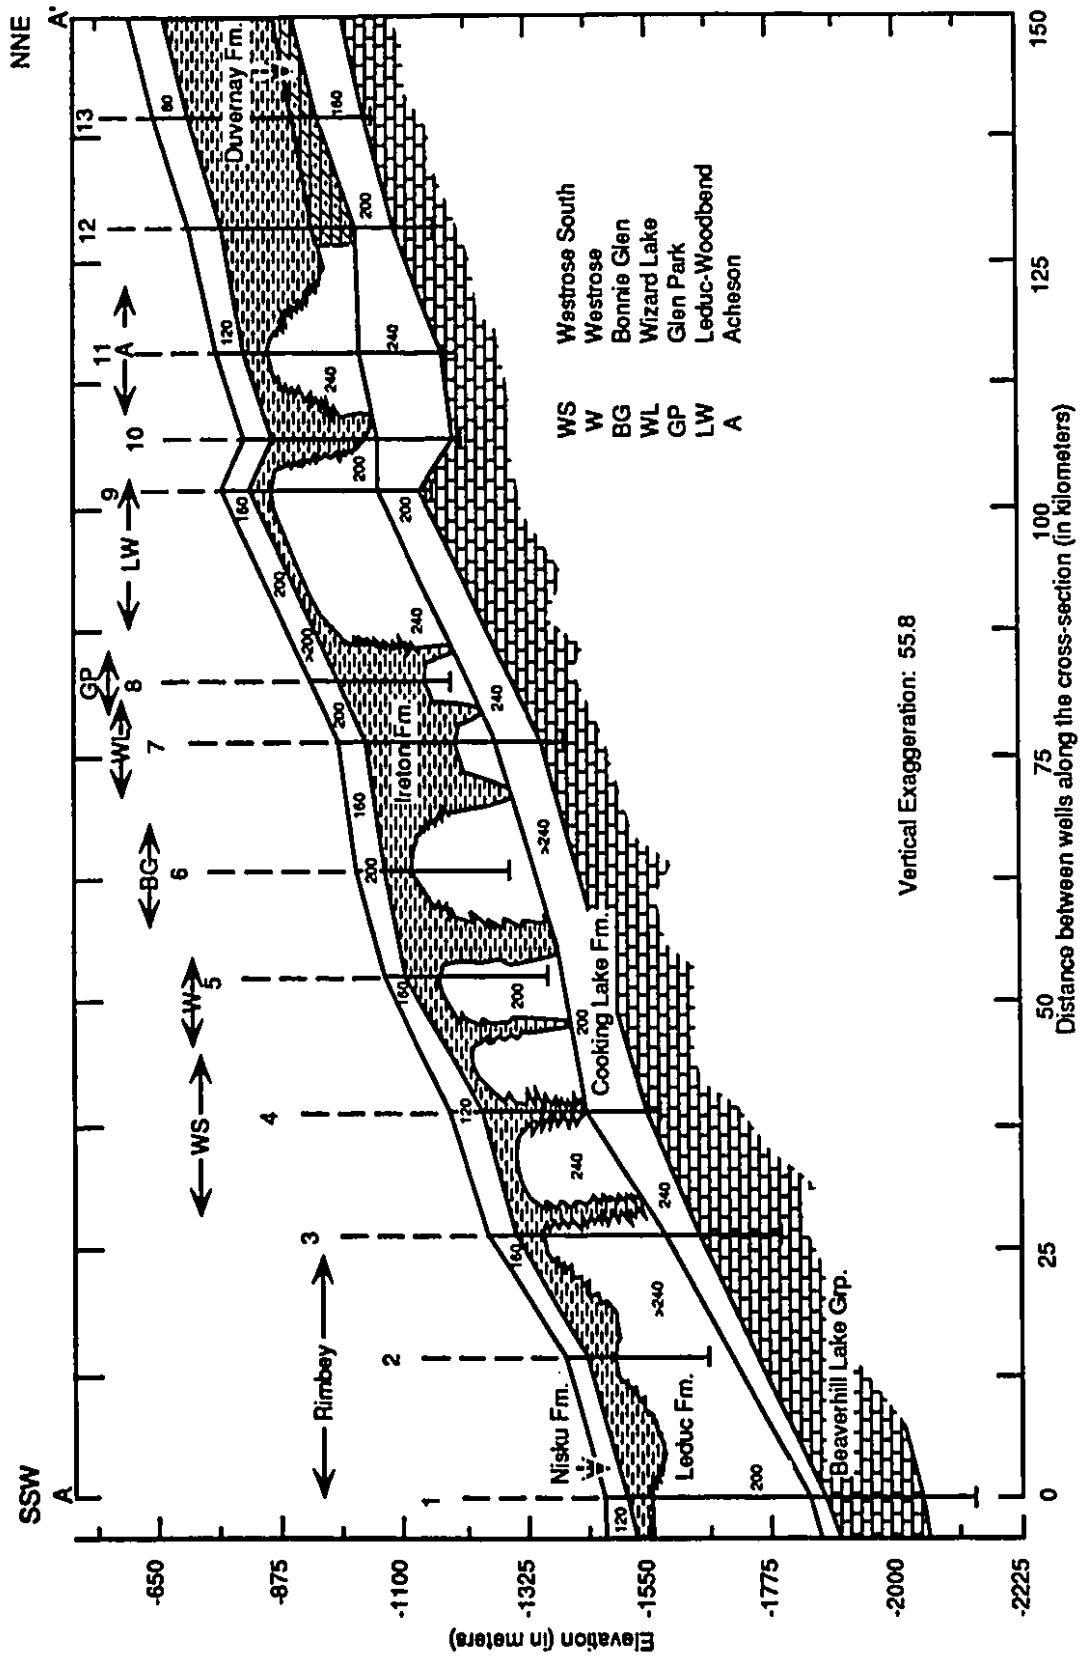 SSW
NNE
A
A'
Rimbey
WS
W
BG
WL
GP
LW
A
1
2
3
4
5
6
7
8
9
10
11
12
13
Nisku Fm.
Leduc Fm.
Ireton Fm.
Duvernay Fm.
Cooking Lake Fm.
Beaverhill Lake Grp.
120
160
120
160
200
160
200
>200
200
160
120
80
200
>240
240
200
240
200
240
240
200
>240
240
200
240
200
160
WS Westrose South
W Westrose
BG Bonnie Glen
WL Wizard Lake
GP Glen Park
LW Leduc-Woodbend
A Acheson
Vertical Exaggeration: 55.8
Elevation (in meters)
-650
-875
-1100
-1325
-1550
-1775
-2000
-2225
0
25
50
75
100
125
150
Distance between wells along the cross-section (in kilometers)